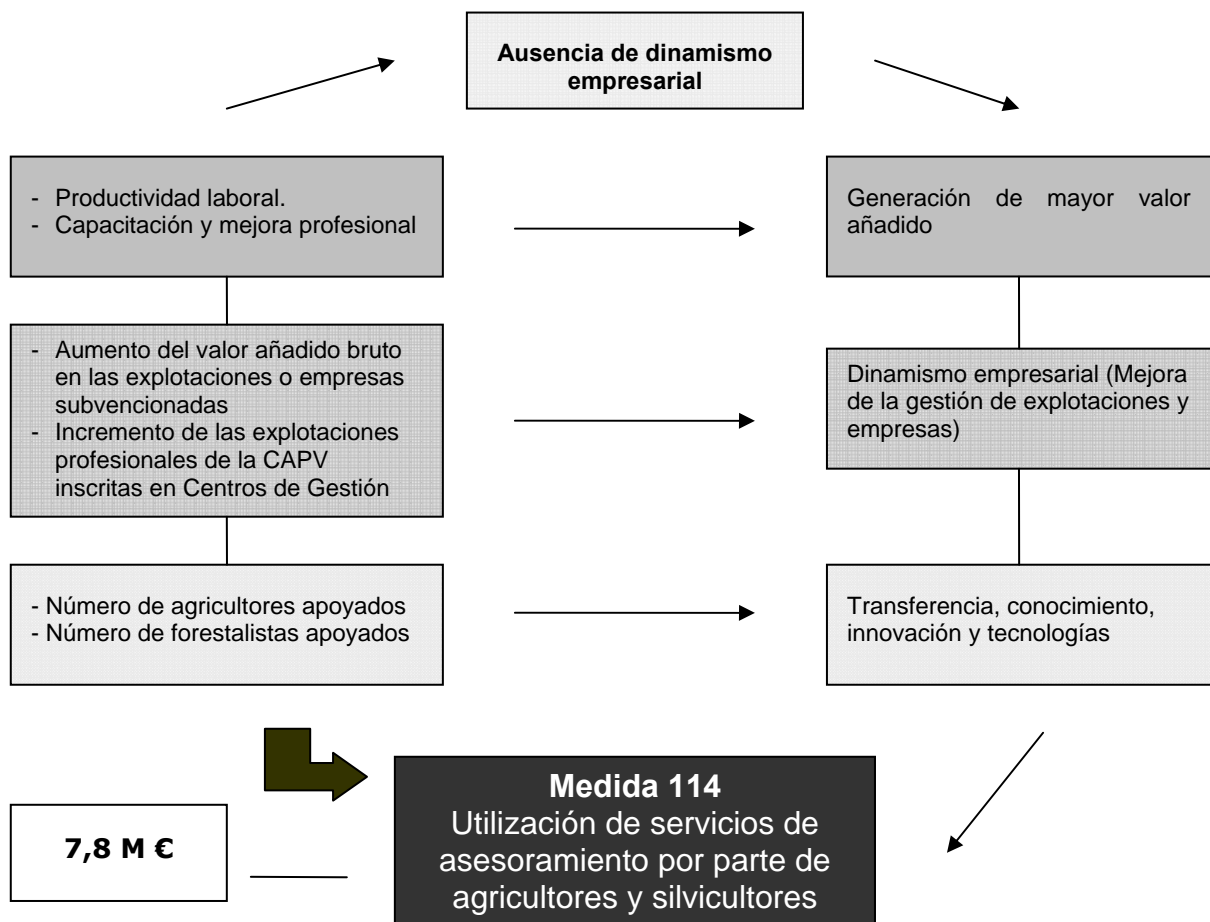 Ausencia de dinamismo
empresarial
- Productividad laboral.
- Capacitación y mejora profesional
Generación de mayor valor
añadido
- Aumento del valor añadido bruto
en las explotaciones o empresas
subvencionadas
- Incremento de las explotaciones
profesionales de la CAPV
inscritas en Centros de Gestión
Dinamismo empresarial (Mejora
de la gestión de explotaciones y
empresas)
- Número de agricultores apoyados
- Número de forestalistas apoyados
Transferencia, conocimiento,
innovación y tecnologías
7,8 M €
Medida 114
Utilización de servicios de
asesoramiento por parte de
agricultores y silvicultores